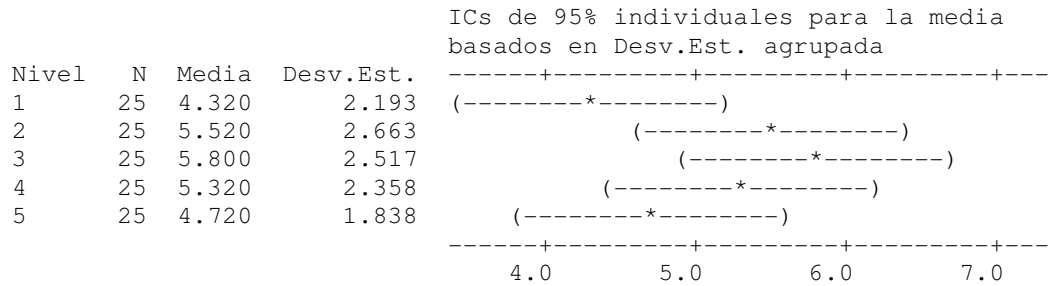 ICs de 95% individuales para la media
basados en Desv.Est. agrupada
Nivel N Media Desv.Est. ------+---------+---------+---------+---
1 25 4.320 2.193 (--------*--------)
2 25 5.520 2.663 (--------*--------)
3 25 5.800 2.517 (--------*--------)
4 25 5.320 2.358 (--------*--------)
5 25 4.720 1.838 (--------*--------)
------+---------+---------+---------+---
4.0 5.0 6.0 7.0